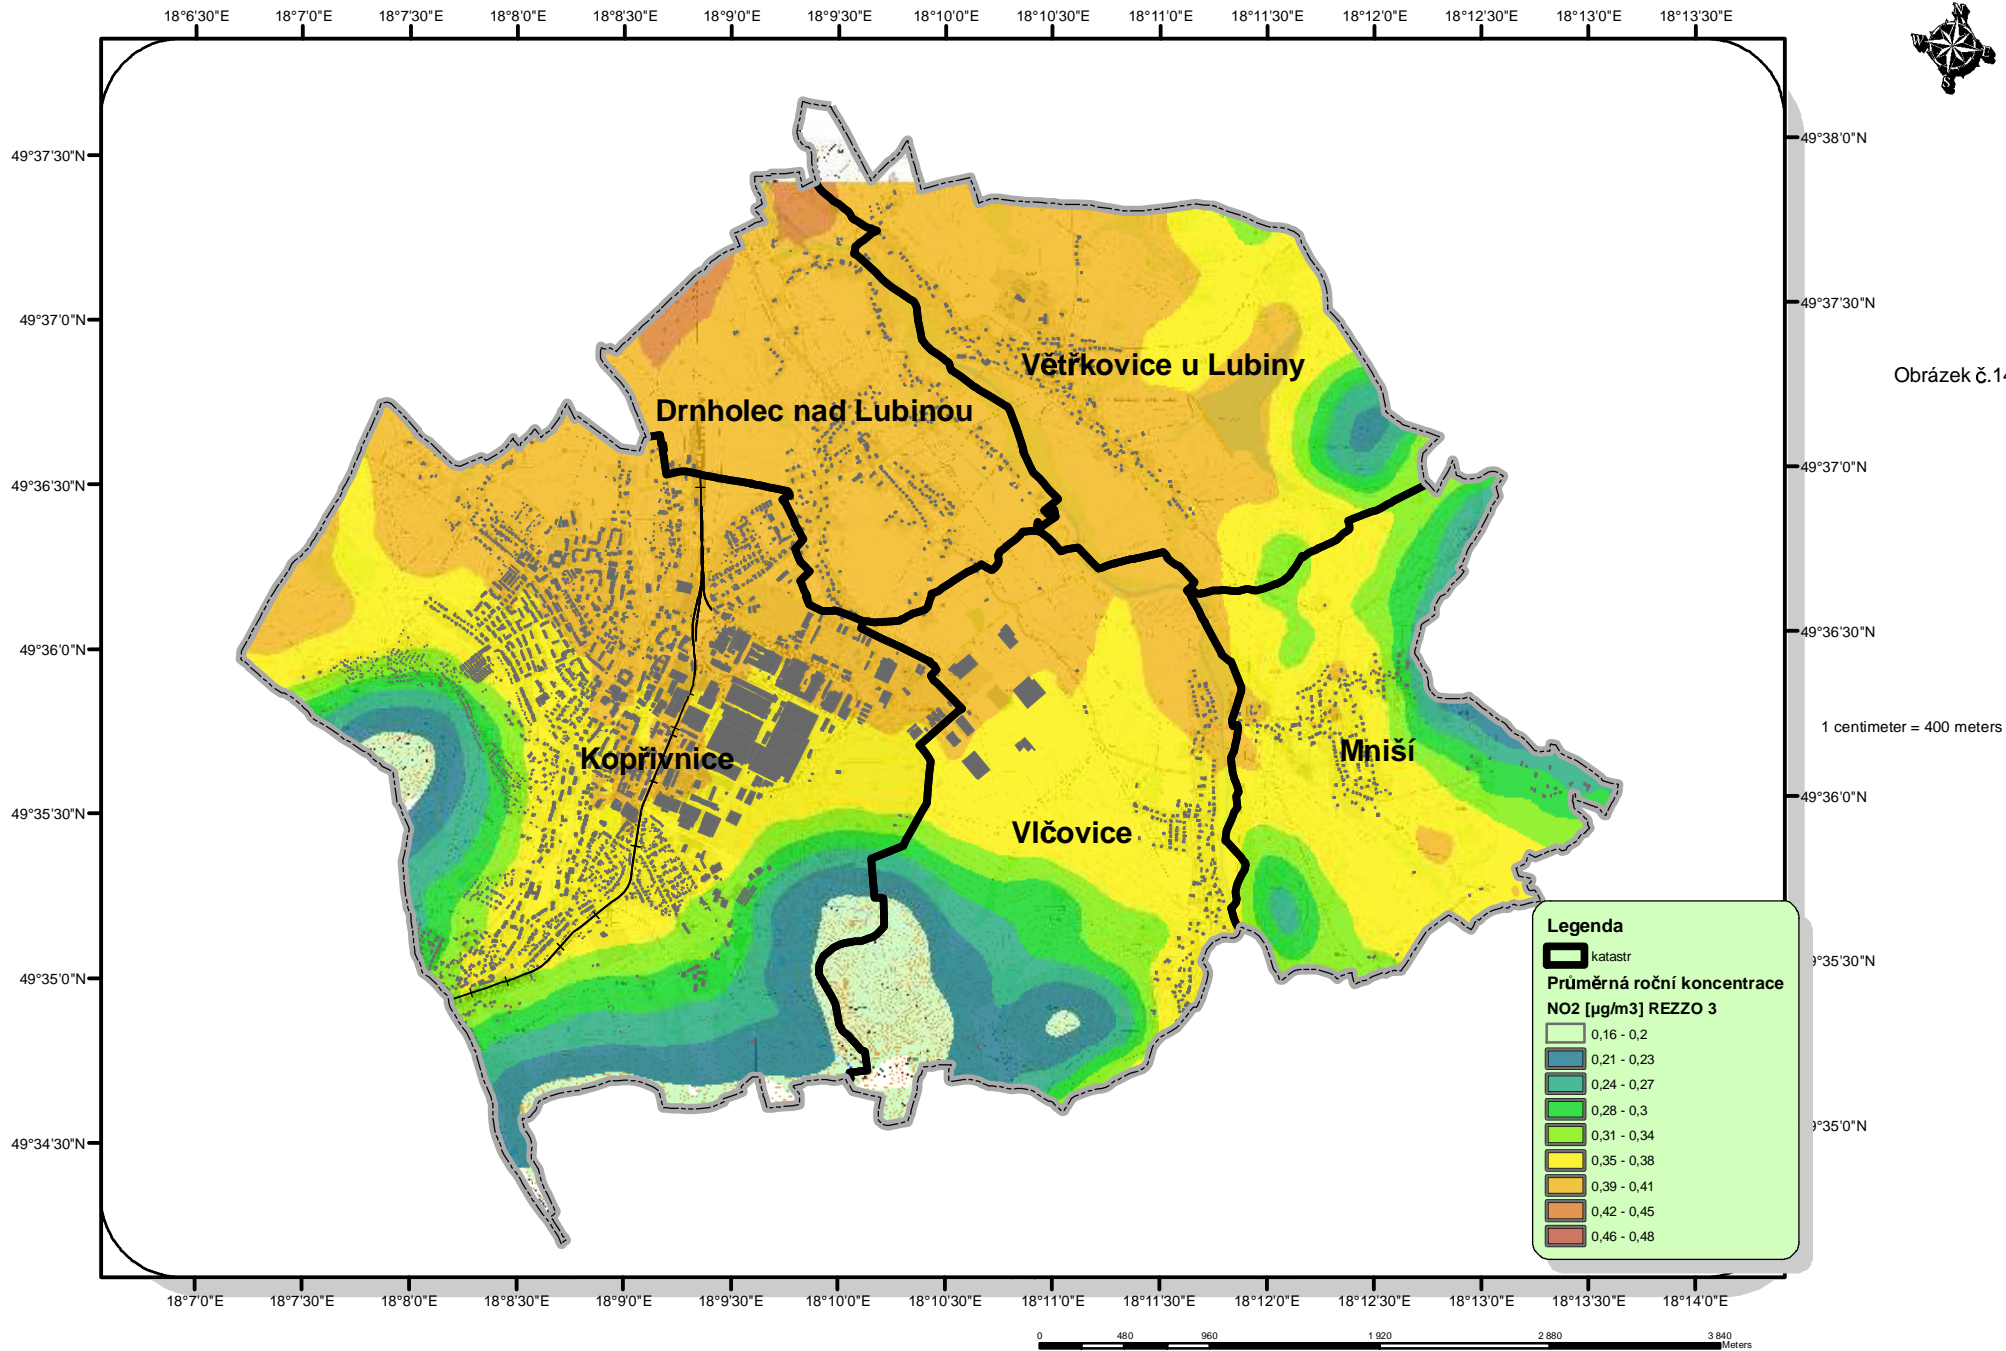 18°6'30"E 18°7'0"E 18°7'30"E 18°8'0"E 18°8'30"E 18°9'0"E 18°9'30"E 18°10'0"E 18°10'30"E 18°11'0"E 18°11'30"E 18°12'0"E 18°12'30"E 18°13'0"E 18°13'30"E
N
W
E
S
49°38'0"N
49°37'30"N
49°37'30"N
49°37'0"N
Větřkovice u Lubiny
Obrázek č.14
Drnholec nad Lubinou
49°37'0"N
49°36'30"N
49°36'30"N
49°36'0"N
1 centimeter = 400 meters
Kopřivnice
Mniší
49°36'0"N
49°35'30"N
Vlčovice
Legenda
katastr
Průměrná roční koncentrace
NO2 [µg/m3] REZZO 3
0,16 - 0,2
0,21 - 0,23
0,24 - 0,27
0,28 - 0,3
0,31 - 0,34
0,35 - 0,38
0,39 - 0,41
0,42 - 0,45
0,46 - 0,48
9°35'30"N
49°35'0"N
9°35'0"N
49°34'30"N
18°7'0"E 18°7'30"E 18°8'0"E 18°8'30"E 18°9'0"E 18°9'30"E 18°10'0"E 18°10'30"E 18°11'0"E 18°11'30"E 18°12'0"E 18°12'30"E 18°13'0"E 18°13'30"E 18°14'0"E
0 480 960 1 920 2 880 3 840
Meters